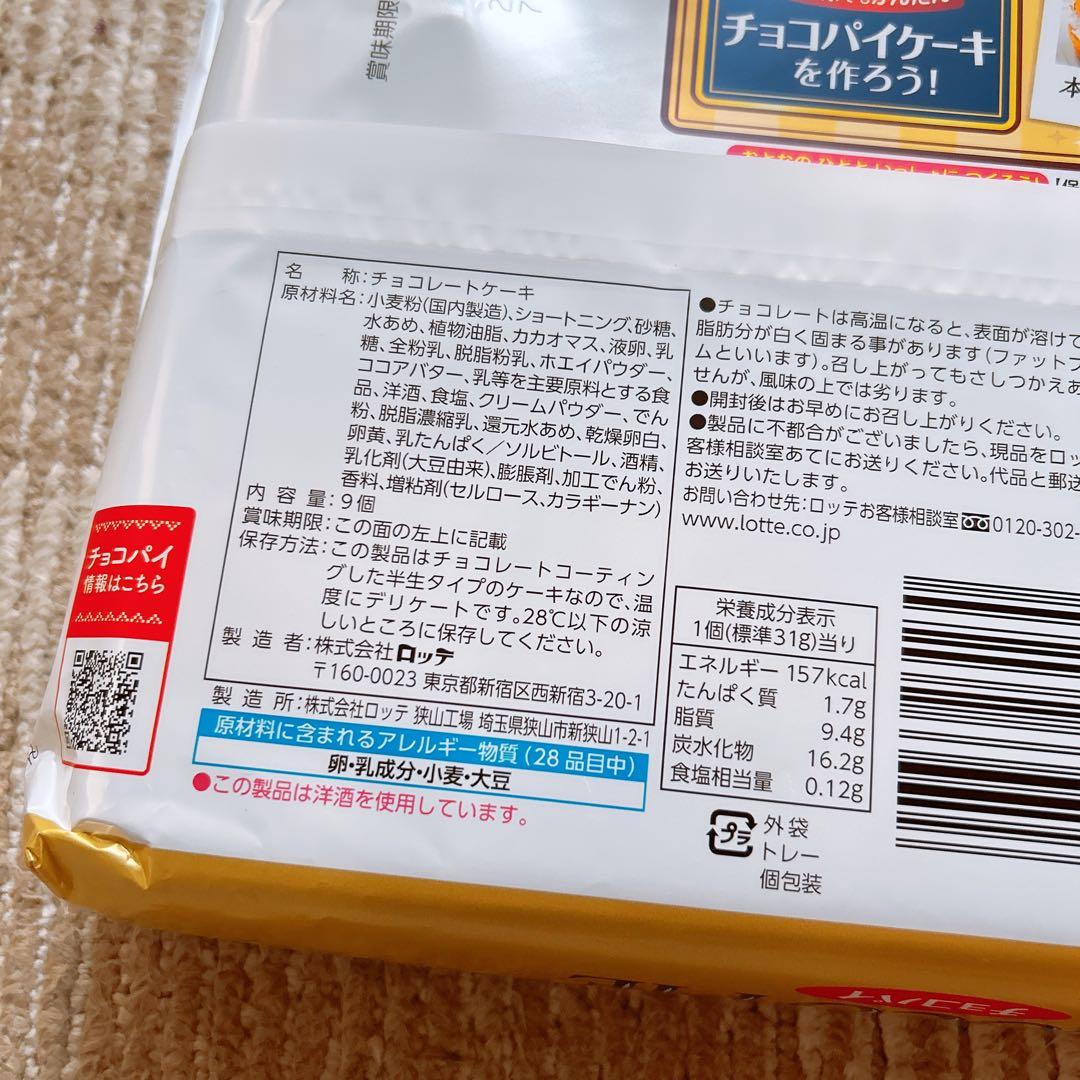 賞味期限
チョコパイケーキ
を作ろう!
本
名 称:チョコレートケーキ
原材料名:小麦粉(国内製造)、ショートニング、砂糖、
水あめ、植物油脂、カカオマス、液卵、乳
糖、全粉乳、脱脂粉乳、ホエイパウダー、
ココアバター、乳等を主要原料とする食
品、洋酒、食塩、クリームパウダー、でん
粉、脱脂濃縮乳、還元水あめ、乾燥卵白、
卵黄、乳たんぱく/ソルビトール、酒精、
乳化剤(大豆由来)、膨脹剤、加工でん粉、
香料、増粘剤(セルロース、カラギーナン)
内 容 量:9個
賞味期限:この面の左上に記載
保存方法:この製品はチョコレートコーティン
グした半生タイプのケーキなので、温
度にデリケートです。28℃以下の涼
しいところに保存してください。
製 造 者:株式会社ロッテ
〒160-0023 東京都新宿区西新宿3-20-1
製 造 所:株式会社ロッテ 狭山工場 埼玉県狭山市新狭山1-2-1
原材料に含まれるアレルギー物質(28品目中)
卵・乳成分・小麦・大豆
●この製品は洋酒を使用しています。
チョコパイ
情報はこちら
●チョコレートは高温になると、表面が溶けて
脂肪分が白く固まる事があります(ファットブ
ムといいます)。召し上がってもさしつかえあ
せんが、風味の上では劣ります。
●開封後はお早めにお召し上がりください。
●製品に不都合がございましたら、現品をロッ
客様相談室あてにお送りください。代品と郵送
お送りいたします。
お問い合わせ先:ロッテお客様相談室 0120-302-
www.lotte.co.jp
栄養成分表示
1個(標準31g)当り
エネルギー 157kcal
たんぱく質 1.7g
脂質 9.4g
炭水化物 16.2g
食塩相当量 0.12g
プラ
外袋
トレー
個包装
チョコパイ